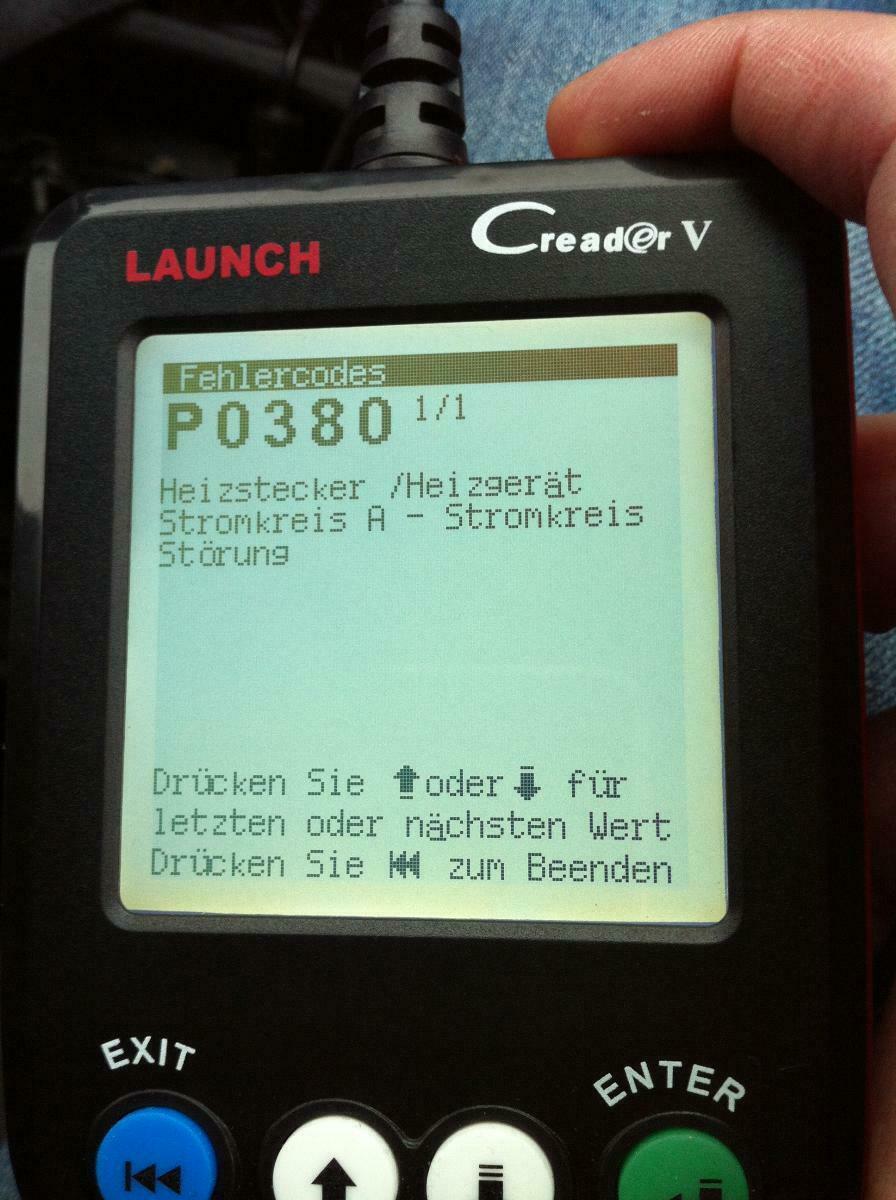 LAUNCH
Creader V
Fehlercodes
P0380 1/1
Heizstecker /Heizgerät
Stromkreis A - Stromkreis
Störung
Drücken Sie ⬆oder⬇ für
letzten oder nächsten Wert
Drücken Sie ⏮ zum Beenden
EXIT
ENTER